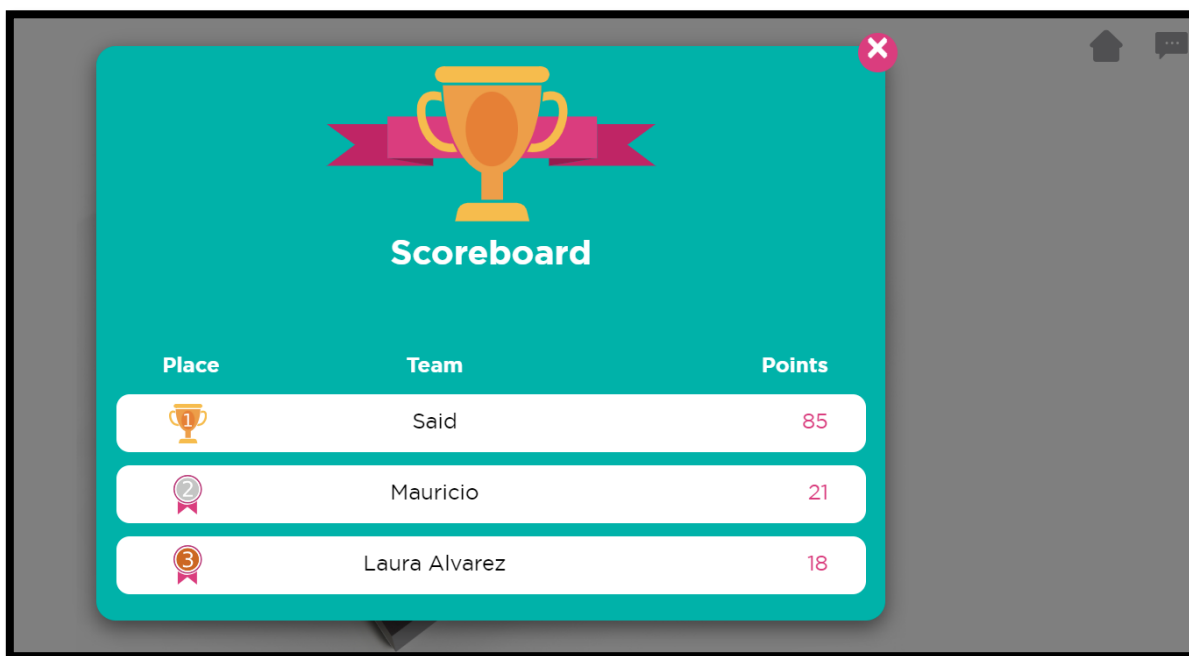 Scoreboard
Place Team Points
1 Said 85
2 Mauricio 21
3 Laura Alvarez 18